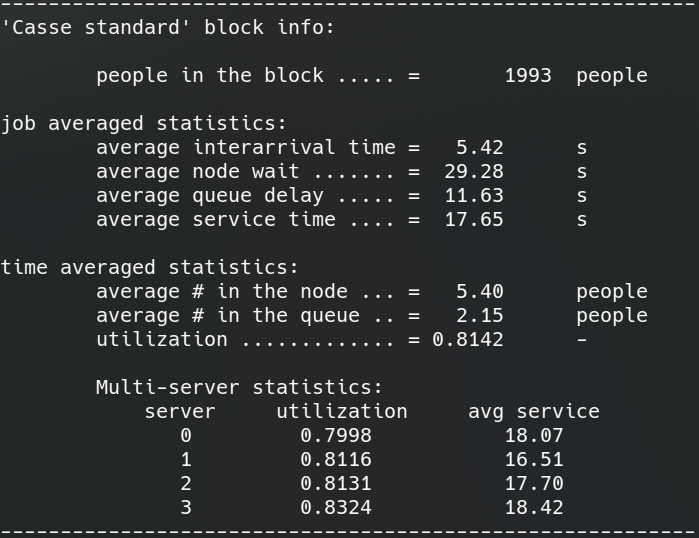 'Casse standard' block info:
people in the block ..... = 1993 people
job averaged statistics:
average interarrival time = 5.42 s
average node wait ....... = 29.28 s
average queue delay ..... = 11.63 s
average service time .... = 17.65 s
time averaged statistics:
average # in the node ... = 5.40 people
average # in the queue .. = 2.15 people
utilization ............. = 0.8142 -
Multi-server statistics:
server utilization avg service
0 0.7998 18.07
1 0.8116 16.51
2 0.8131 17.70
3 0.8324 18.42